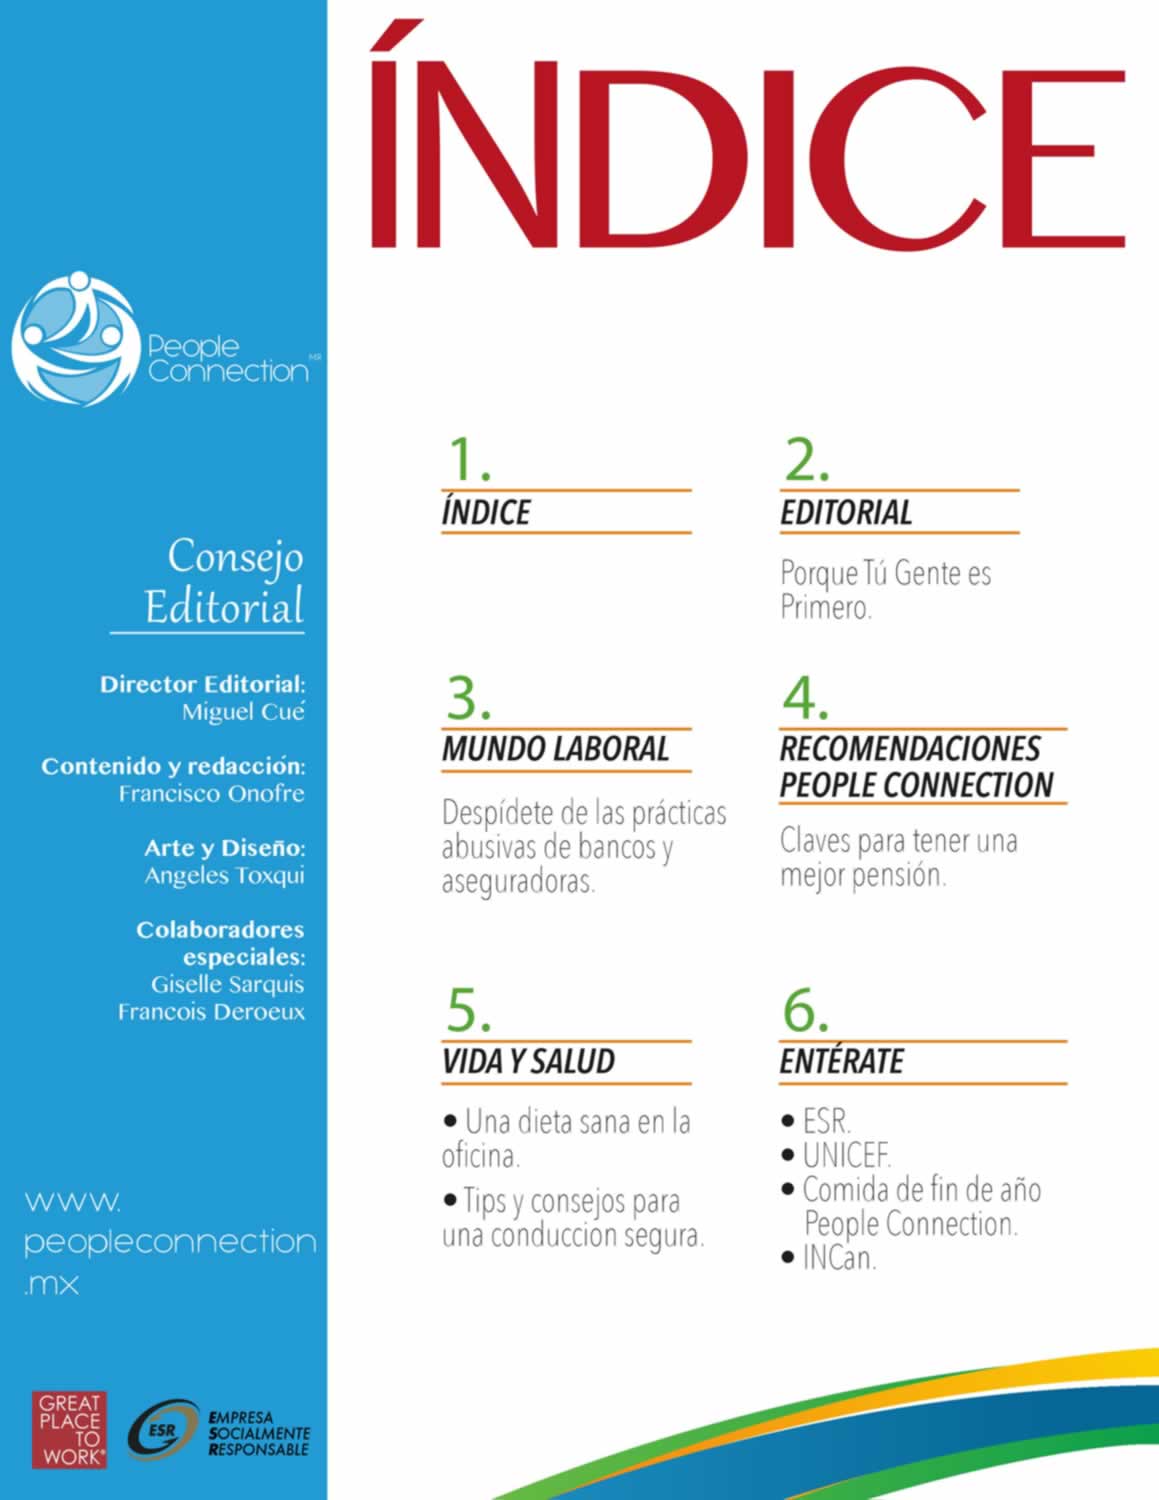 ÍNDICE
People
Connection MR
Consejo
Editorial
Director Editorial:
Miguel Cué
Contenido y redacción:
Francisco Onofre
Arte y Diseño:
Angeles Toxqui
Colaboradores
especiales:
Giselle Sarquis
Francois Deroeux
www.
peopleconnection
.mx
GREAT
PLACE
TO
WORK®
ESR
EMPRESA
SOCIALMENTE
RESPONSABLE
1.
ÍNDICE
2.
EDITORIAL
Porque Tú Gente es
Primero.
3.
MUNDO LABORAL
Despídete de las prácticas
abusivas de bancos y
aseguradoras.
4.
RECOMENDACIONES
PEOPLE CONNECTION
Claves para tener una
mejor pensión.
5.
VIDA Y SALUD
• Una dieta sana en la
oficina.
• Tips y consejos para
una conduccion segura.
6.
ENTÉRATE
• ESR.
• UNICEF.
• Comida de fin de año
People Connection.
• INCan.